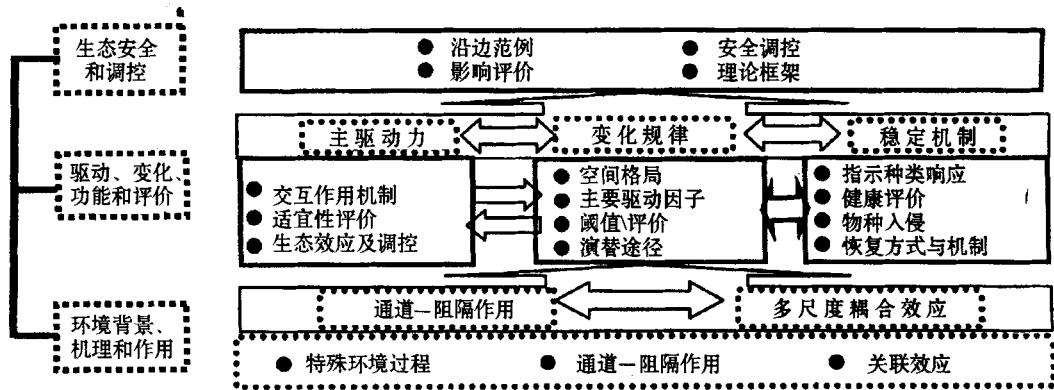 生态安全
和调控
● 沿边范例 ● 安全调控
● 影响评价 ● 理论框架
驱动、变化、
功能和评价
主驱动力 变化规律 稳定机制
● 交互作用机制
● 适宜性评价
● 生态效应及调控
● 空间格局
● 主要驱动因子
● 阈值\评价
● 演替途径
● 指示种类响应
● 健康评价
● 物种入侵
● 恢复方式与机制
环境背景、
机理和作用
通道—阻隔作用 多尺度耦合效应
● 特殊环境过程 ● 通道—阻隔作用 ● 关联效应